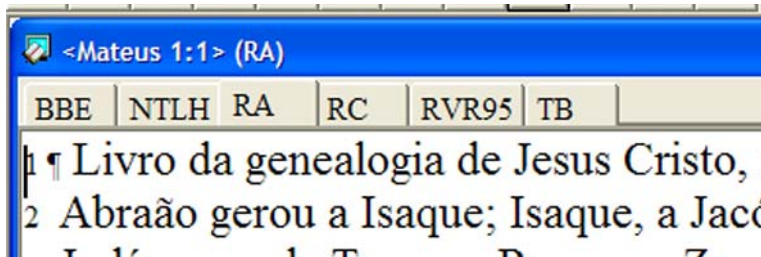 <Mateus 1:1> (RA)
BBE NTLH RA RC RVR95 TB
1 ¶ Livro da genealogia de Jesus Cristo,
2 Abraão gerou a Isaque; Isaque, a Jacó